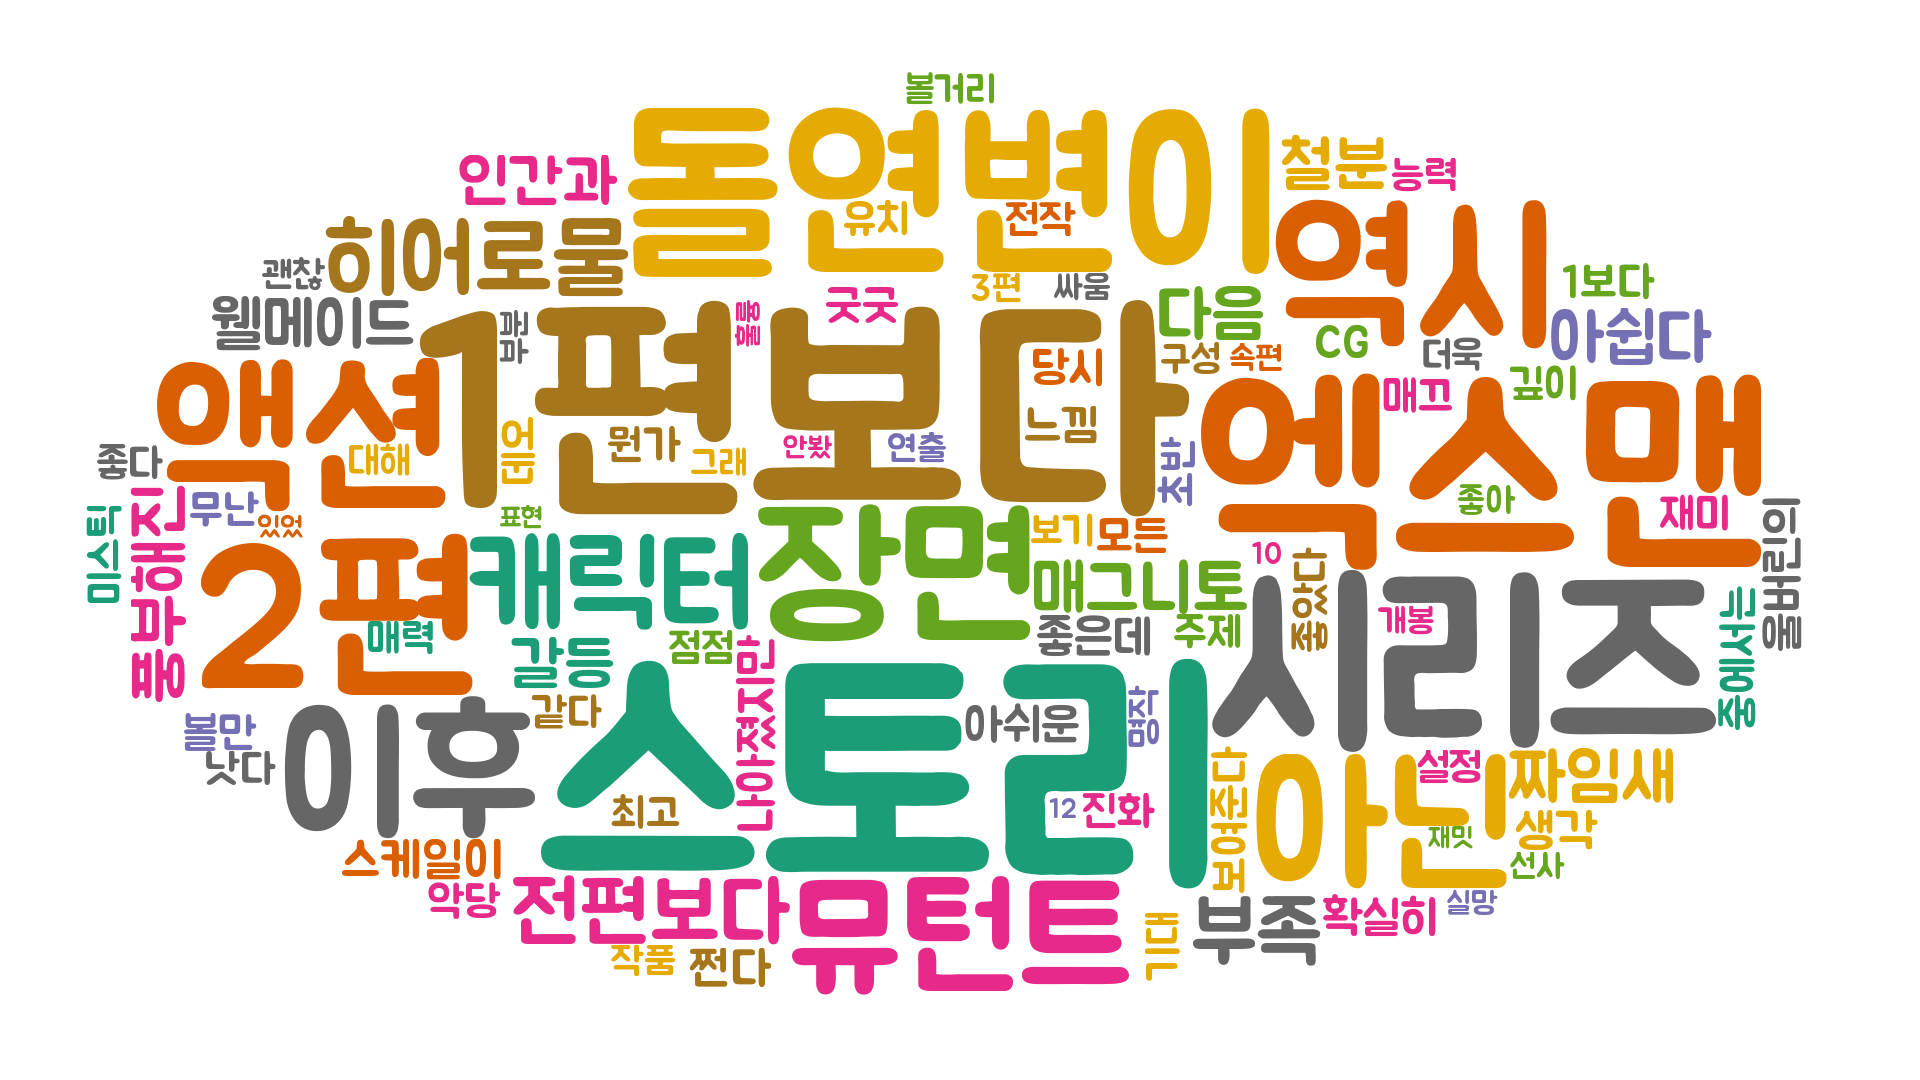 볼거리
돌연변이
인간과
철분
능력
유치
전작
역시
히어로물
괜찮
웰메이드
3편
싸움
굿굿
다음
1보다
아쉽다
CG
더욱
훌륭
1편보다
당시
구성
속편
매끄
깊이
엑스맨
액션
느낌
뭔가
그래
안봤
연출
초반
대해
좋다
무난
있었
표현
좋아
재미
울버린의
미스틱
풍부해진
2편
캐릭터
장면
보기
모든
10
좋았다
매그니토
시리즈
개봉
중에서는
매력
갈등
점점
좋은데
주제
나아졌지만
같다
이후
볼만
낫다
스토리
아쉬운
명작
보여준다
아닌
설정
짜임새
생각
재밋
선사
최고
12
진화
스케일이
악당
전편보다
뮤턴트
기대
부족
확실히
실망
작품
쩐다